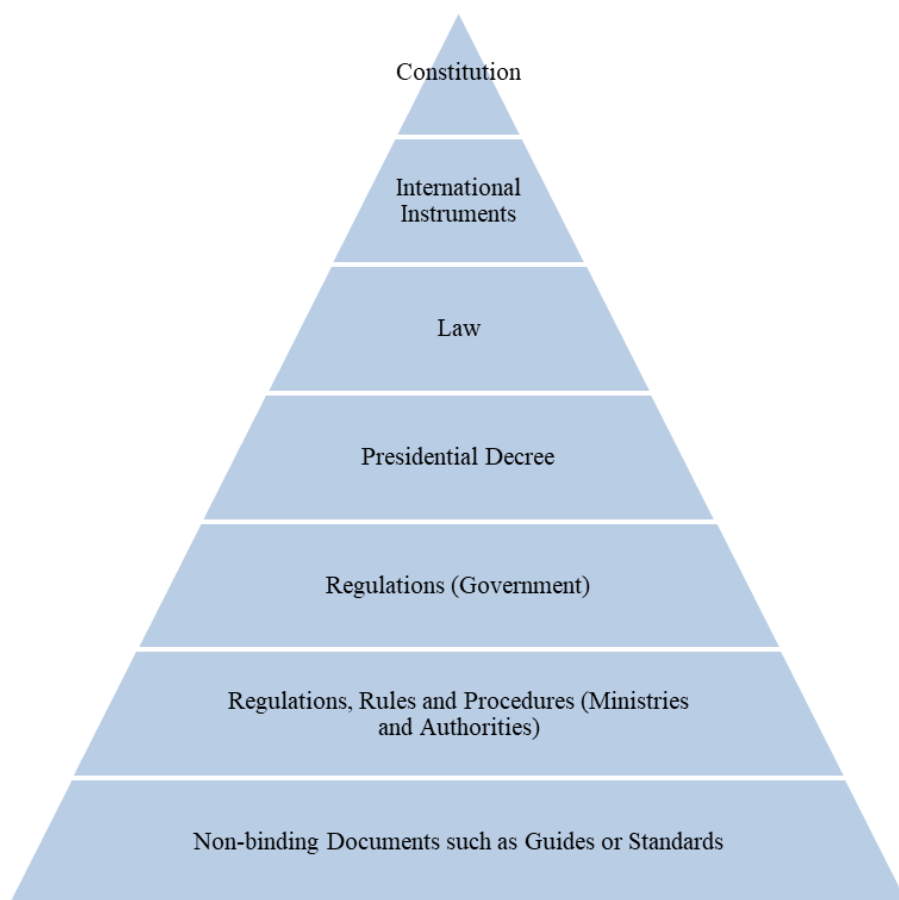 Constitution
International
Instruments
Law
Presidential Decree
Regulations (Government)
Regulations, Rules and Procedures (Ministries
and Authorities)
Non-binding Documents such as Guides or Standards